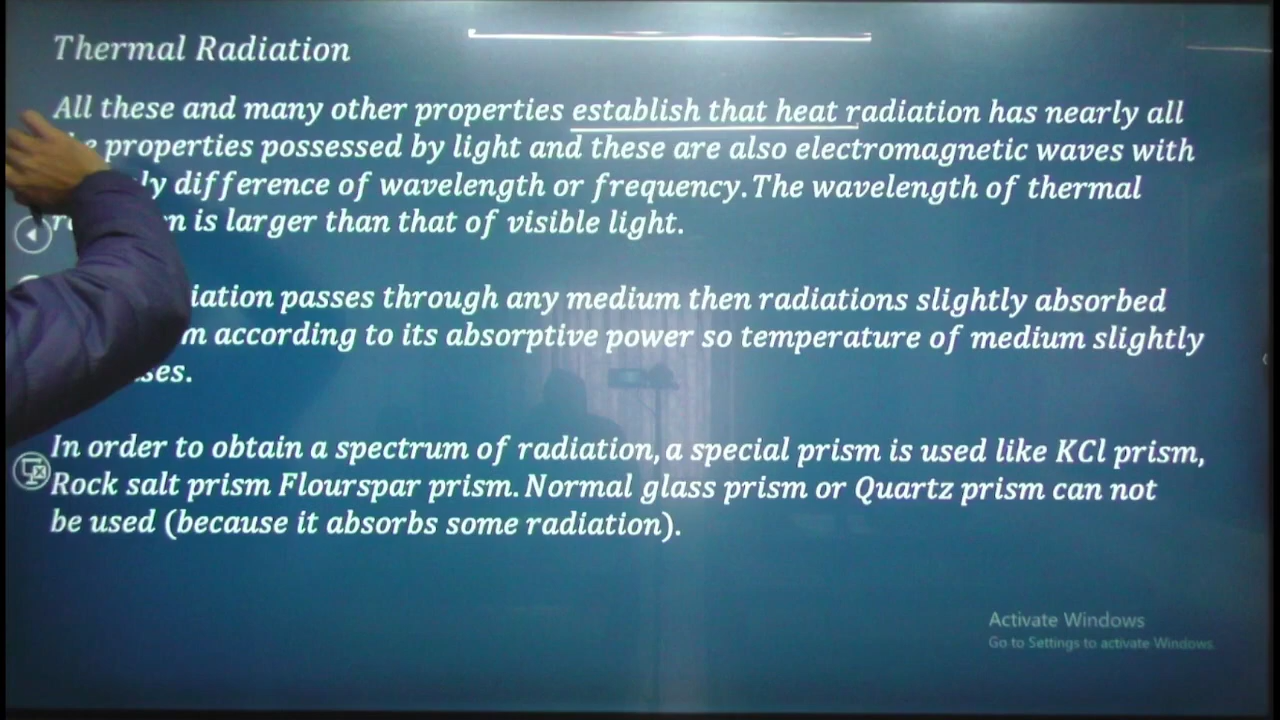 Thermal Radiation
All these and many other properties establish that heat radiation has nearly all
properties possessed by light and these are also electromagnetic waves with
difference of wavelength or frequency. The wavelength of thermal
is larger than that of visible light.
passes through any medium then radiations slightly absorbed
according to its absorptive power so temperature of medium slightly
In order to obtain a spectrum of radiation, a special prism is used like KCl prism,
Rock salt prism Flourspar prism. Normal glass prism or Quartz prism can not
be used (because it absorbs some radiation).
Activate Windows
Go to Settings to activate Windows.